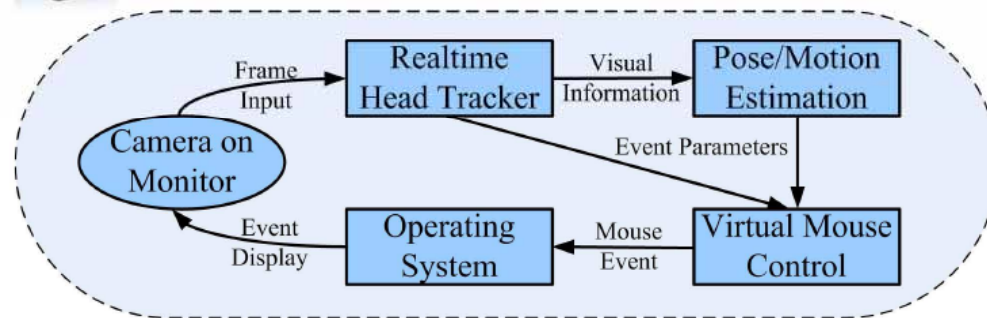 Frame
Input
Realtime
Head Tracker
Visual
Information
Pose/Motion
Estimation
Camera on
Monitor
Event Parameters
Event
Display
Operating
System
Mouse
Event
Virtual Mouse
Control